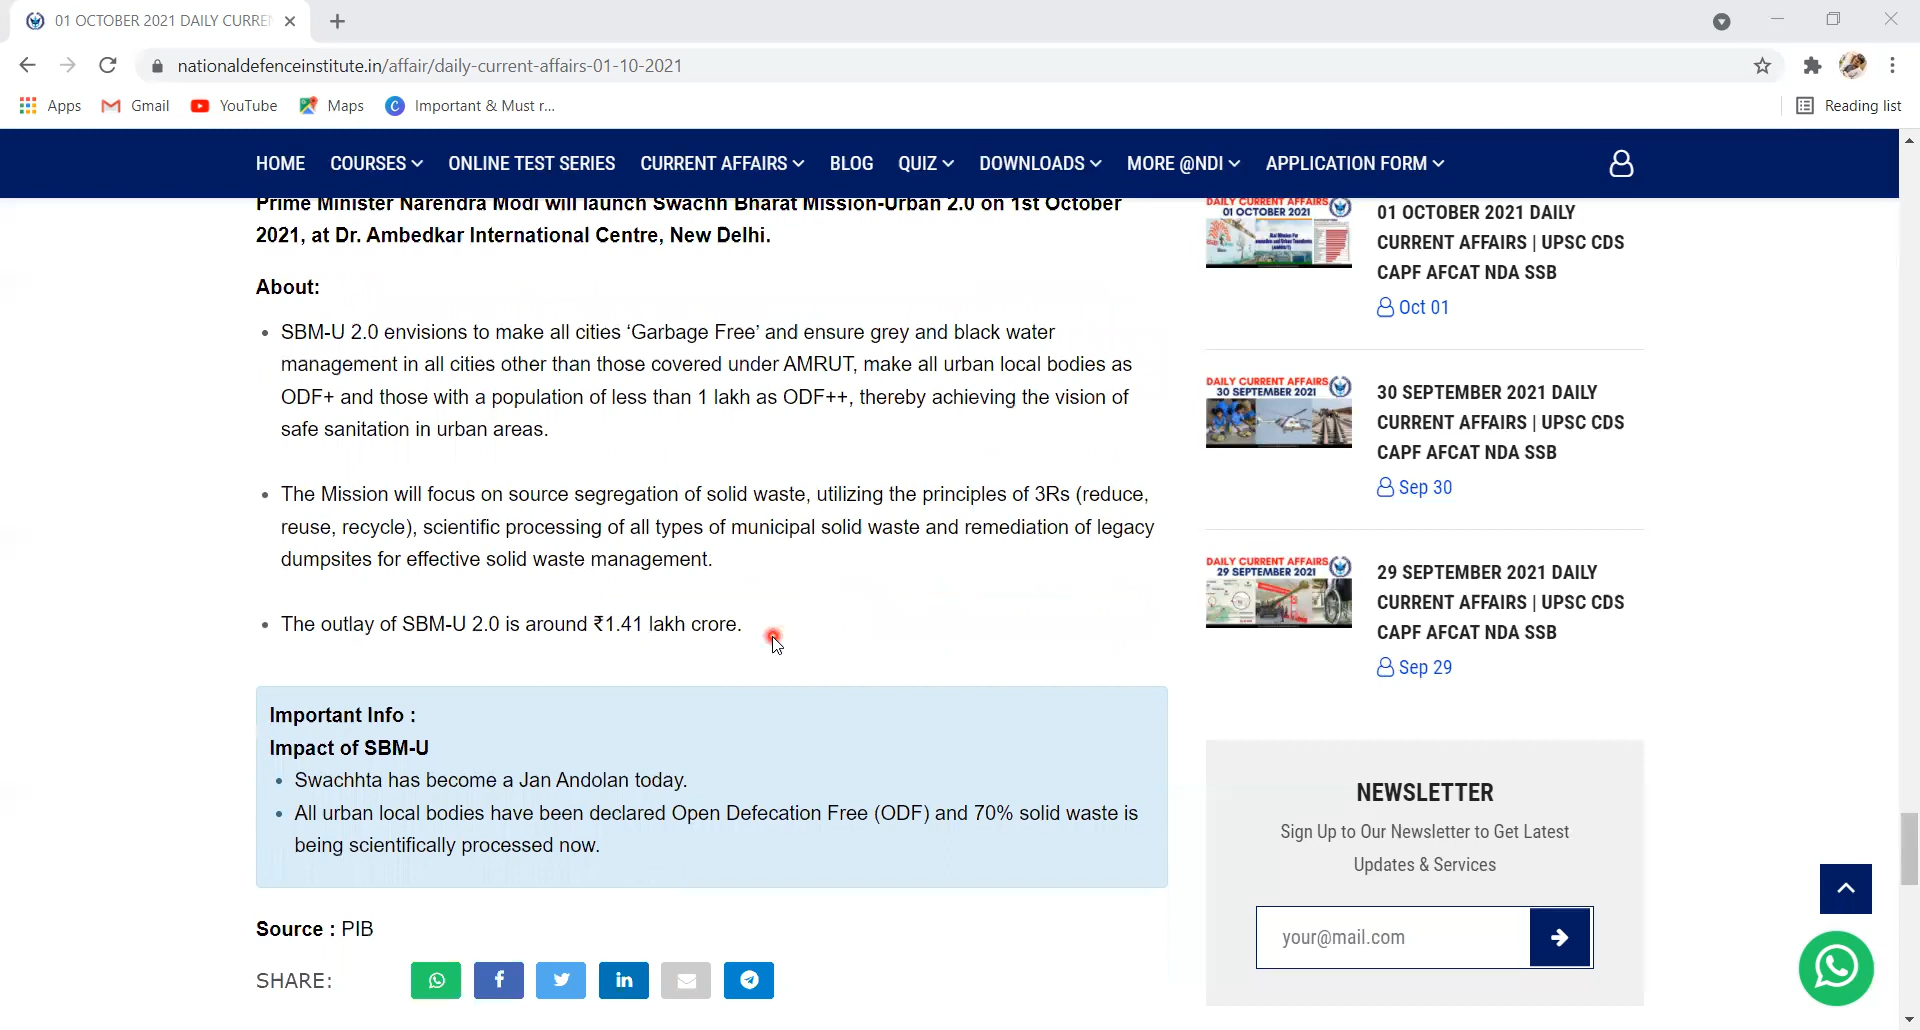 01 OCTOBER 2021 DAILY CURRE
nationaldefenceinstitute.in/affair/daily-current-affairs-01-10-2021
Apps Gmail YouTube Maps Important & Must r... Reading list
HOME COURSES ONLINE TEST SERIES CURRENT AFFAIRS BLOG QUIZ DOWNLOADS MORE @NDI APPLICATION FORM
Prime Minister Narendra Modi will launch Swachh Bharat Mission-Urban 2.0 on 1st October
2021, at Dr. Ambedkar International Centre, New Delhi.
About:
• SBM-U 2.0 envisions to make all cities ‘Garbage Free’ and ensure grey and black water
management in all cities other than those covered under AMRUT, make all urban local bodies as
ODF+ and those with a population of less than 1 lakh as ODF++, thereby achieving the vision of
safe sanitation in urban areas.
• The Mission will focus on source segregation of solid waste, utilizing the principles of 3Rs (reduce,
reuse, recycle), scientific processing of all types of municipal solid waste and remediation of legacy
dumpsites for effective solid waste management.
• The outlay of SBM-U 2.0 is around ₹1.41 lakh crore.
Important Info :
Impact of SBM-U
• Swachhta has become a Jan Andolan today.
• All urban local bodies have been declared Open Defecation Free (ODF) and 70% solid waste is
being scientifically processed now.
Source : PIB
SHARE:
DAILY CURRENT AFFAIRS
01 OCTOBER 2021
01 OCTOBER 2021 DAILY
CURRENT AFFAIRS | UPSC CDS
CAPF AFCAT NDA SSB
Oct 01
DAILY CURRENT AFFAIRS
30 SEPTEMBER 2021
30 SEPTEMBER 2021 DAILY
CURRENT AFFAIRS | UPSC CDS
CAPF AFCAT NDA SSB
Sep 30
DAILY CURRENT AFFAIRS
29 SEPTEMBER 2021
29 SEPTEMBER 2021 DAILY
CURRENT AFFAIRS | UPSC CDS
CAPF AFCAT NDA SSB
Sep 29
NEWSLETTER
Sign Up to Our Newsletter to Get Latest
Updates & Services
your@mail.com